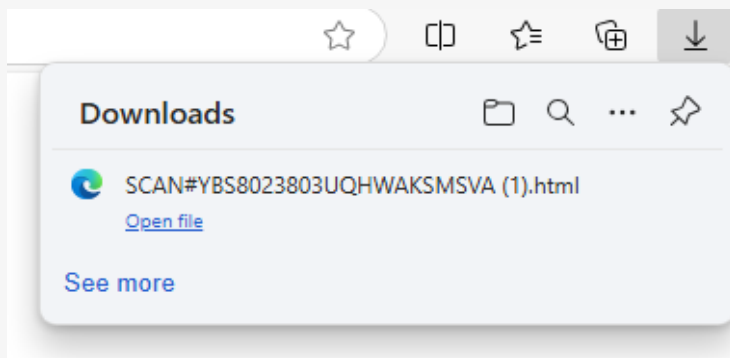 Downloads
SCAN#YBS8023803UQHWAKSMSVA (1).html
Open file
See more